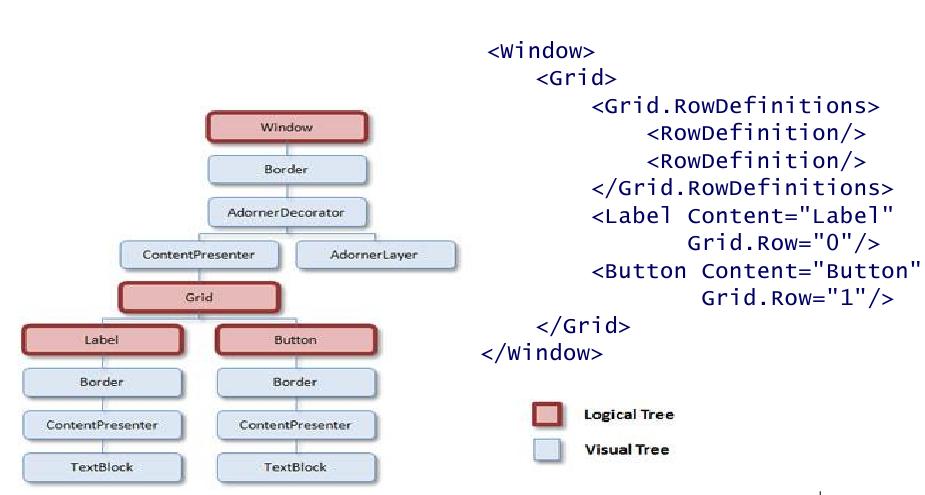 Window
Border
AdornerDecorator
ContentPresenter
AdornerLayer
Grid
Label
Button
Border
Border
ContentPresenter
ContentPresenter
TextBlock
TextBlock
<Window>
<Grid>
<Grid.RowDefinitions>
<RowDefinition/>
<RowDefinition/>
</Grid.RowDefinitions>
<Label Content="Label"
Grid.Row="0"/>
<Button Content="Button"
Grid.Row="1"/>
</Grid>
</Window>
Logical Tree
Visual Tree